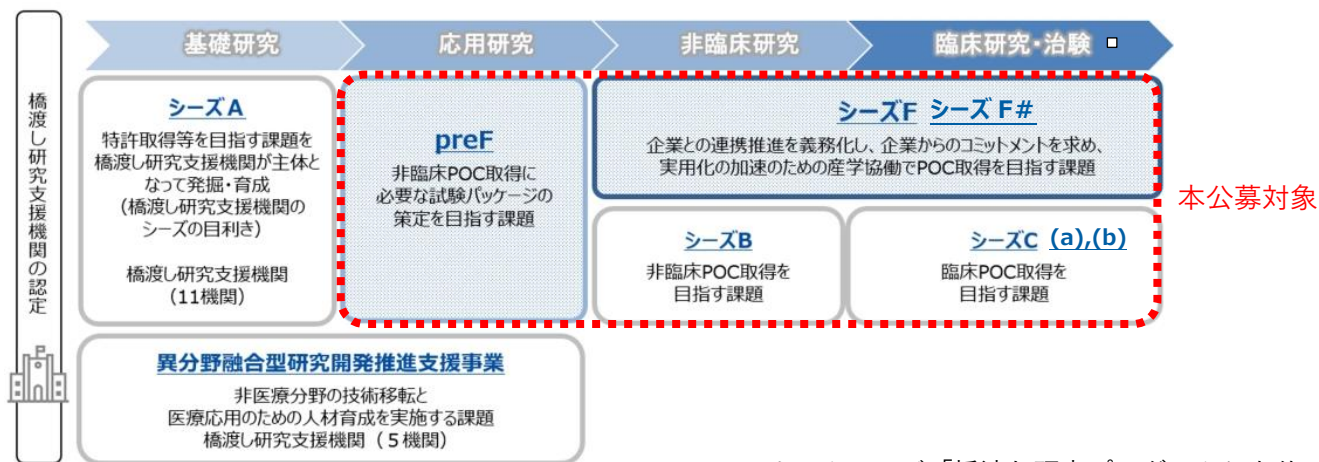 橋渡し研究支援機関の認定
基礎研究
応用研究
非臨床研究
臨床研究・治験
シーズA
特許取得等を目指す課題を
橋渡し研究支援機関が主体と
なって発掘・育成
(橋渡し研究支援機関の
シーズの目利き)
橋渡し研究支援機関
(11機関)
preF
非臨床POC取得に
必要な試験パッケージの
策定を目指す課題
シーズF シーズ F#
企業との連携推進を義務化し、企業からのコミットメントを求め、
実用化の加速のための産学協働でPOC取得を目指す課題
シーズB
非臨床POC取得を
目指す課題
シーズC (a),(b)
臨床POC取得を
目指す課題
本公募対象
異分野融合型研究開発推進支援事業
非医療分野の技術移転と
医療応用のための人材育成を実施する課題
橋渡し研究支援機関(5機関)